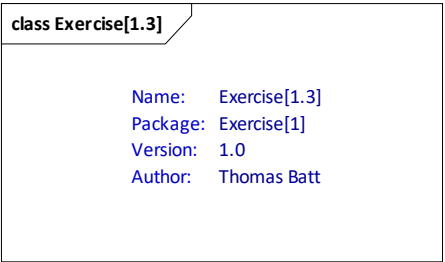 class Exercise[1.3]
Name: Exercise[1.3]
Package: Exercise[1]
Version: 1.0
Author: Thomas Batt